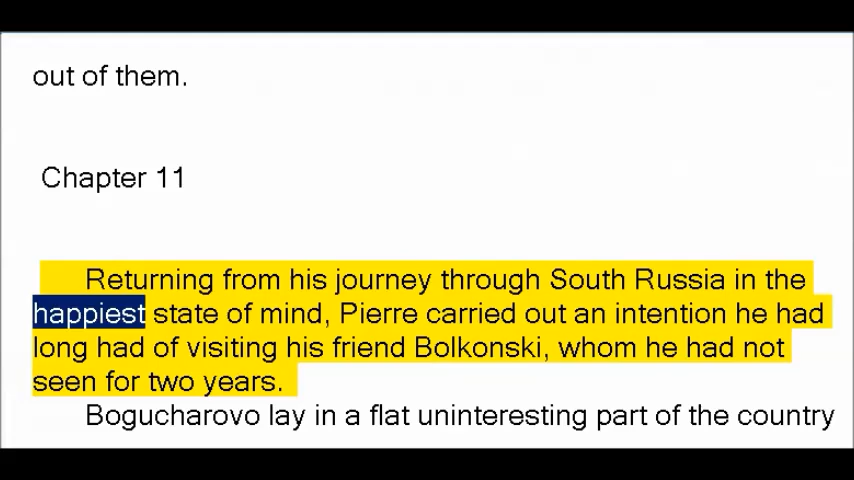 out of them.
Chapter 11
Returning from his journey through South Russia in the
happiest state of mind, Pierre carried out an intention he had
long had of visiting his friend Bolkonski, whom he had not
seen for two years.
Bogucharovo lay in a flat uninteresting part of the country